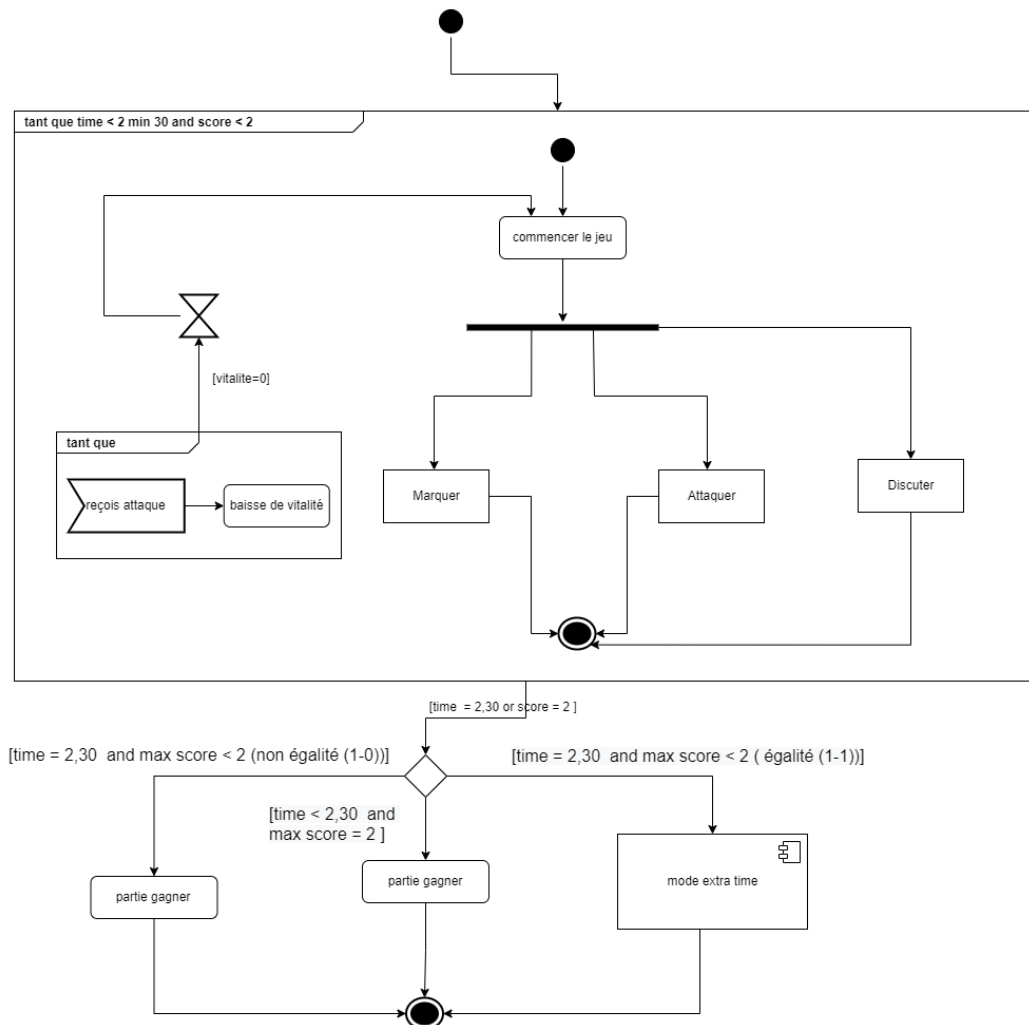 tant que time < 2 min 30 and score < 2
commencer le jeu
[vitalite=0]
tant que
reçois attaque
baisse de vitalité
Marquer
Attaquer
Discuter
[time = 2,30 or score = 2 ]
[time = 2,30 and max score < 2 (non égalité (1-0))]
[time = 2,30 and max score < 2 ( égalité (1-1))]
[time < 2,30 and
max score = 2 ]
partie gagner
partie gagner
mode extra time